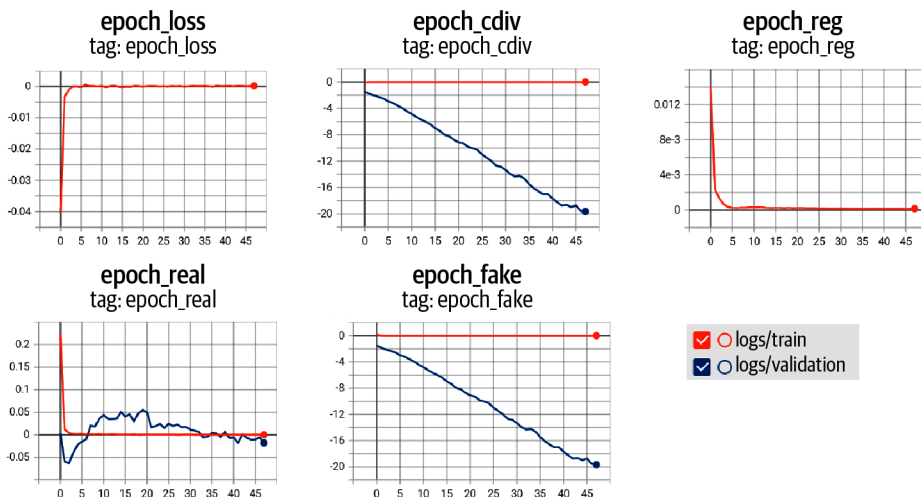 epoch_loss
tag: epoch_loss
0
-0.01
-0.02
-0.03
-0.04
0 5 10 15 20 25 30 35 40 45
epoch_cdiv
tag: epoch_cdiv
0
-4
-8
-12
-16
-20
0 5 10 15 20 25 30 35 40 45
epoch_reg
tag: epoch_reg
0.012
8e-3
4e-3
0
0 5 10 15 20 25 30 35 40 45
epoch_real
tag: epoch_real
0.2
0.15
0.1
0.05
0
-0.05
0 5 10 15 20 25 30 35 40 45
epoch_fake
tag: epoch_fake
0
-4
-8
-12
-16
-20
0 5 10 15 20 25 30 35 40 45
logs/train
logs/validation